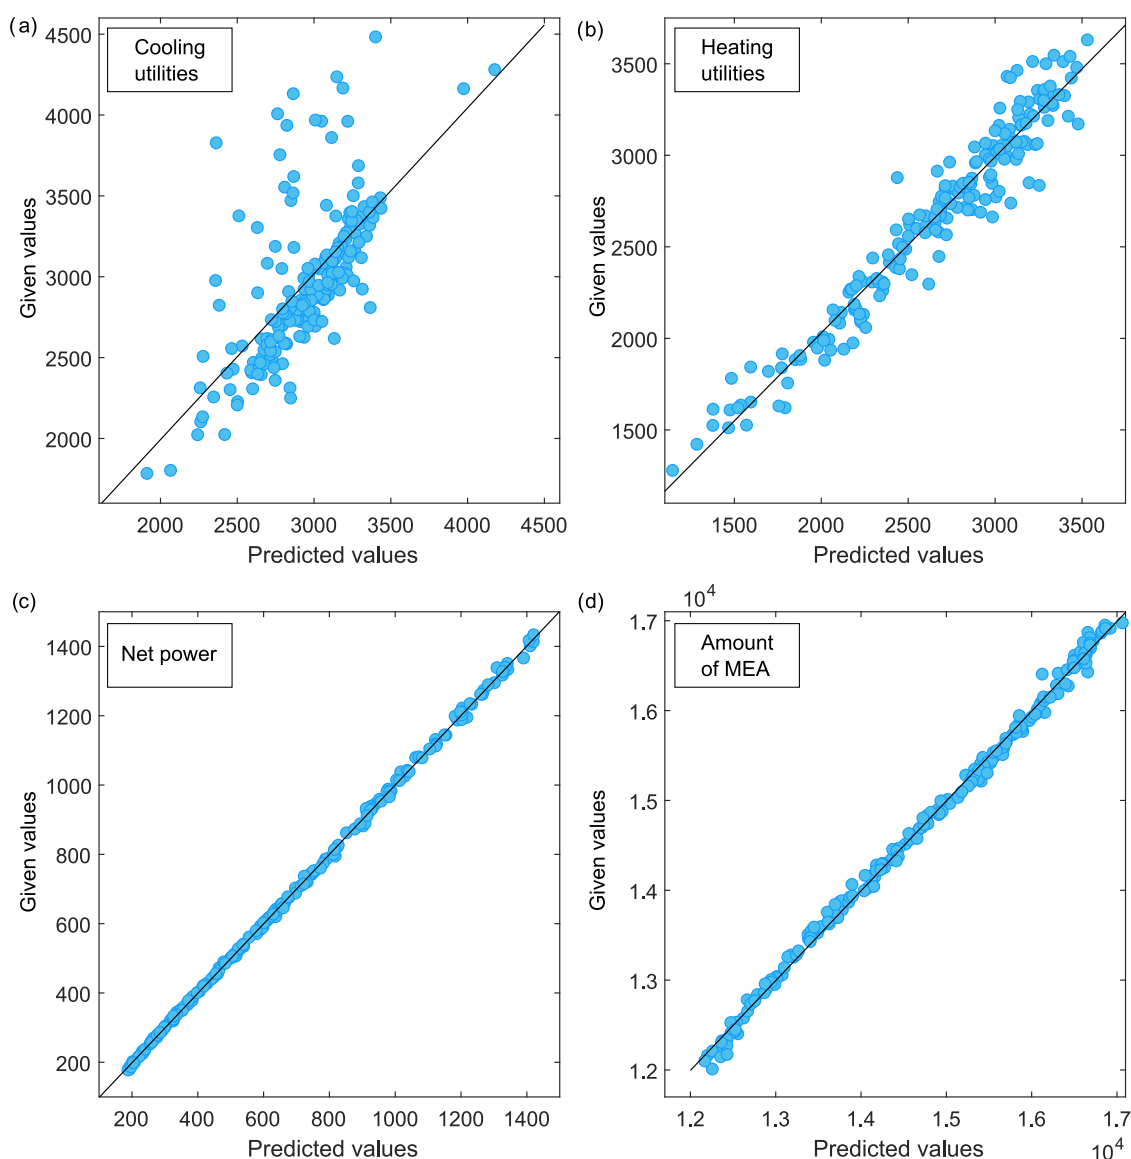 (a)
Cooling
utilities
4500
4000
3500
3000
2500
2000
Given values
2000 2500 3000 3500 4000 4500
Predicted values
(b)
Heating
utilities
3500
3000
2500
2000
1500
Given values
1500 2000 2500 3000 3500
Predicted values
(c)
Net power
1400
1200
1000
800
600
400
200
Given values
200 400 600 800 1000 1200 1400
Predicted values
(d)
10⁴
Amount
of MEA
1.7
1.6
1.5
1.4
1.3
1.2
Given values
1.2 1.3 1.4 1.5 1.6 1.7
Predicted values
10⁴